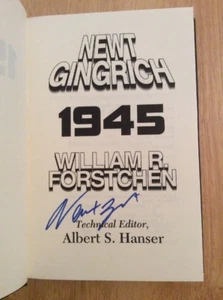 NEWT
GINGRICH
1945
WILLIAM R.
FORSTCHEN
Technical Editor,
Albert S. Hanser